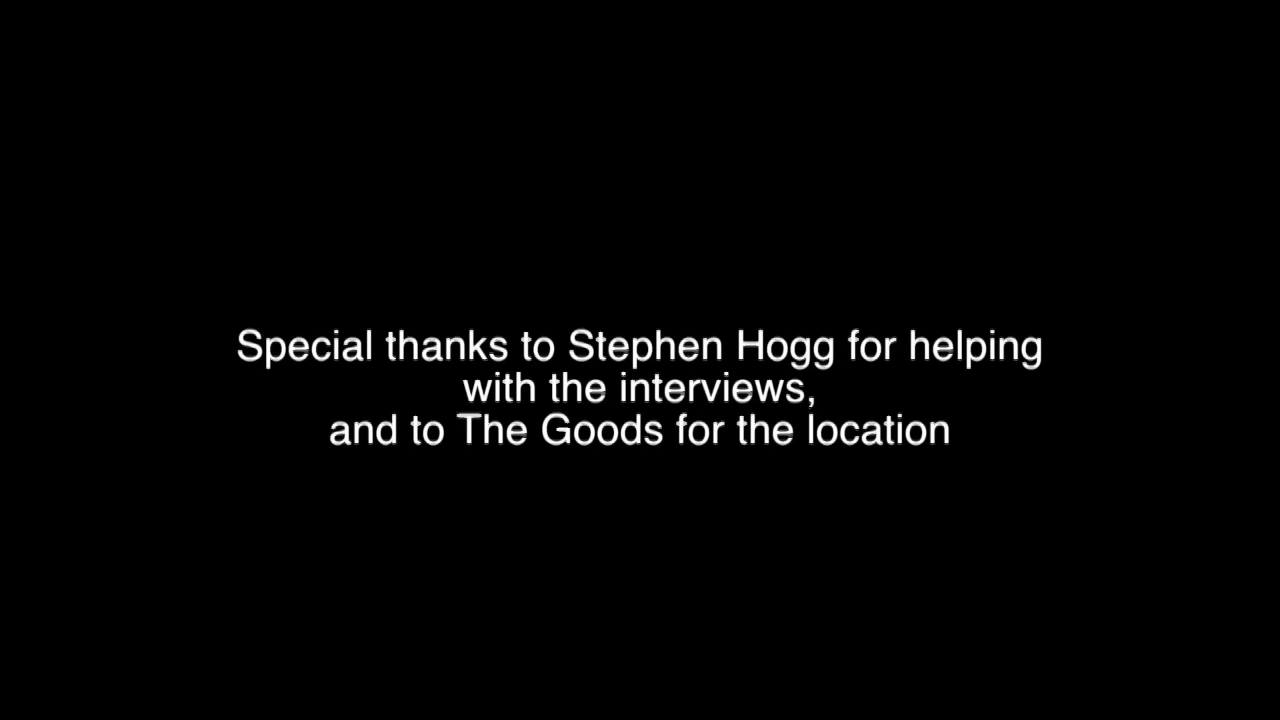 Special thanks to Stephen Hogg for helping
with the interviews,
and to The Goods for the location